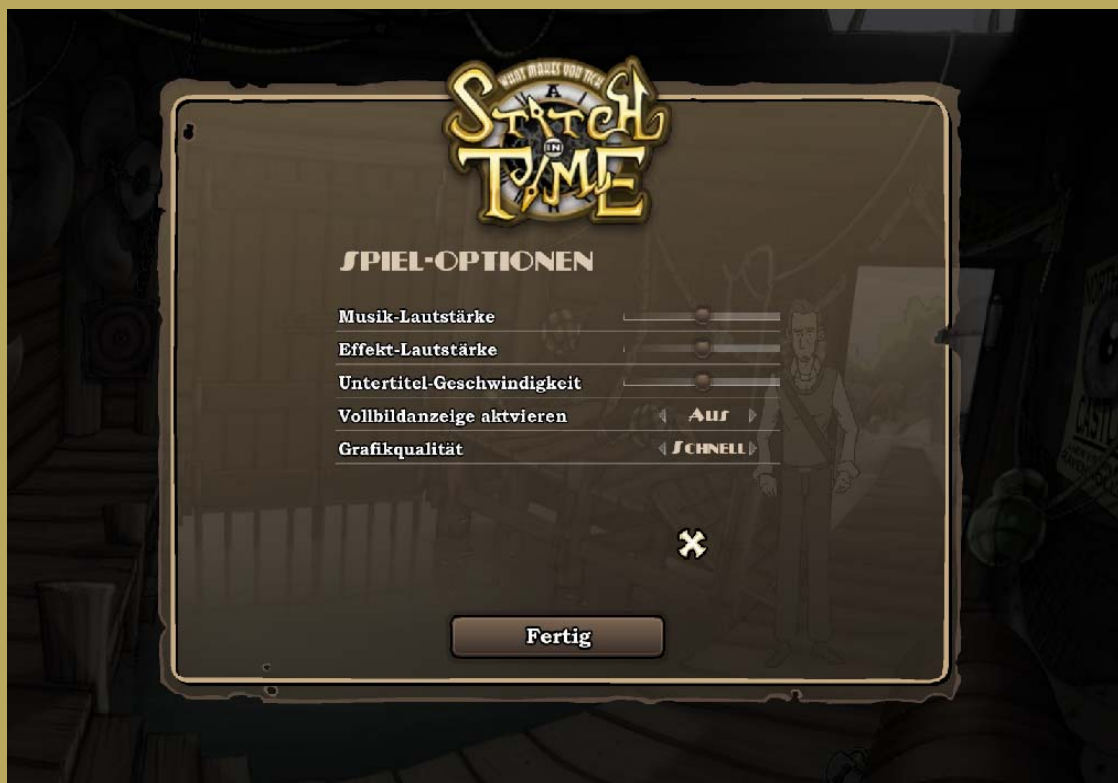 WHAT MAKES YOU TICK
A
STITCH
IN
TIME
SPIEL-OPTIONEN
Musik-Lautstärke
Effekt-Lautstärke
Untertitel-Geschwindigkeit
Vollbildanzeige aktvieren Aus
Grafikqualität Schnell
Fertig